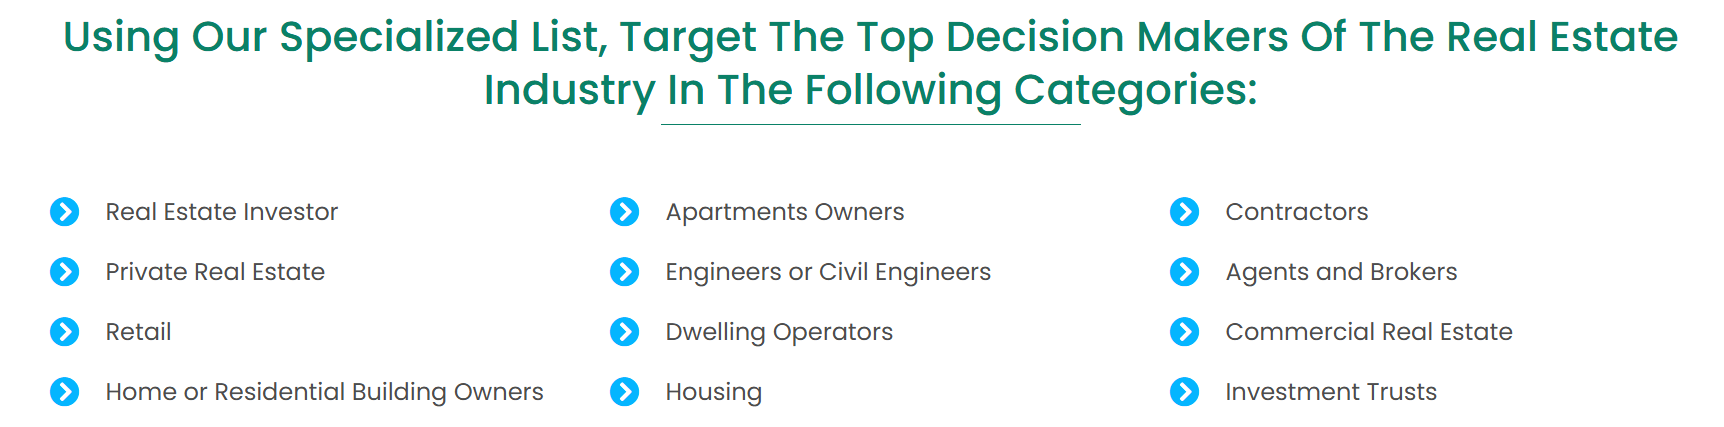 Using Our Specialized List, Target The Top Decision Makers Of The Real Estate
Industry In The Following Categories:
Real Estate Investor
Private Real Estate
Retail
Home or Residential Building Owners
Apartments Owners
Engineers or Civil Engineers
Dwelling Operators
Housing
Contractors
Agents and Brokers
Commercial Real Estate
Investment Trusts